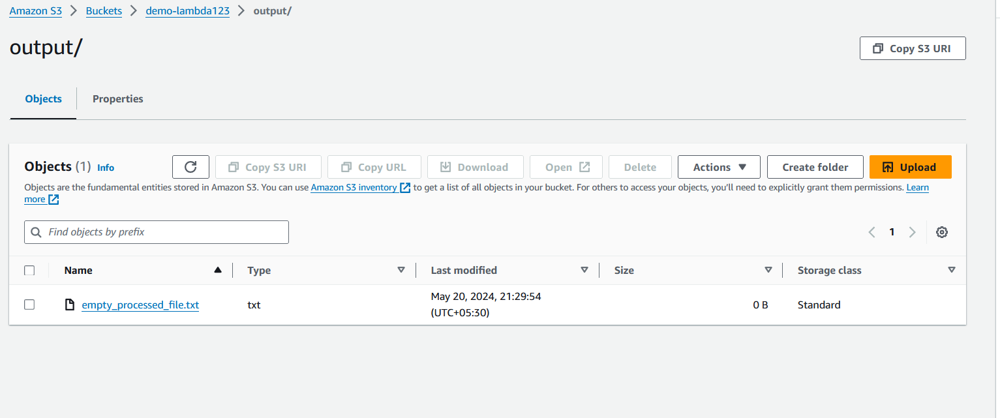 Amazon S3 > Buckets > demo-lambda123 > output/
output/
Copy S3 URI
Objects Properties
Objects (1) Info Copy S3 URI Copy URL Download Open Delete Actions Create folder Upload
Objects are the fundamental entities stored in Amazon S3. You can use Amazon S3 inventory to get a list of all objects in your bucket. For others to access your objects, you’ll need to explicitly grant them permissions. Learn
more
Find objects by prefix 1
Name Type Last modified Size Storage class
empty_processed_file.txt txt May 20, 2024, 21:29:54
(UTC+05:30) 0 B Standard